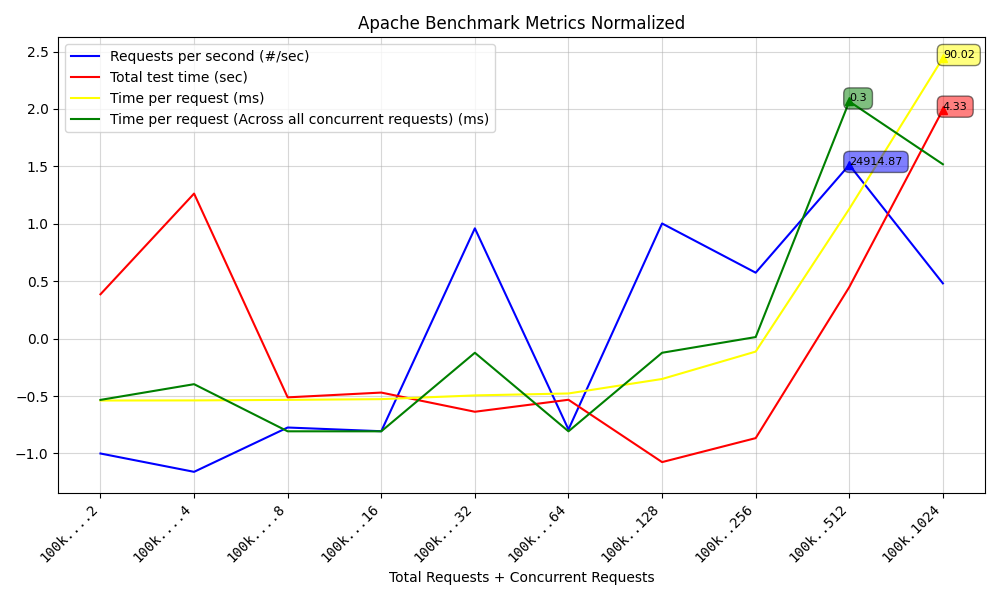 Apache Benchmark Metrics Normalized
Requests per second (#/sec)
Total test time (sec)
Time per request (ms)
Time per request (Across all concurrent requests) (ms)
2.5
2.0
1.5
1.0
0.5
0.0
−0.5
−1.0
90.02
0.3
4.33
24914.87
100k....2
100k....4
100k....8
100k...16
100k...32
100k...64
100k..128
100k..256
100k..512
100k.1024
Total Requests + Concurrent Requests